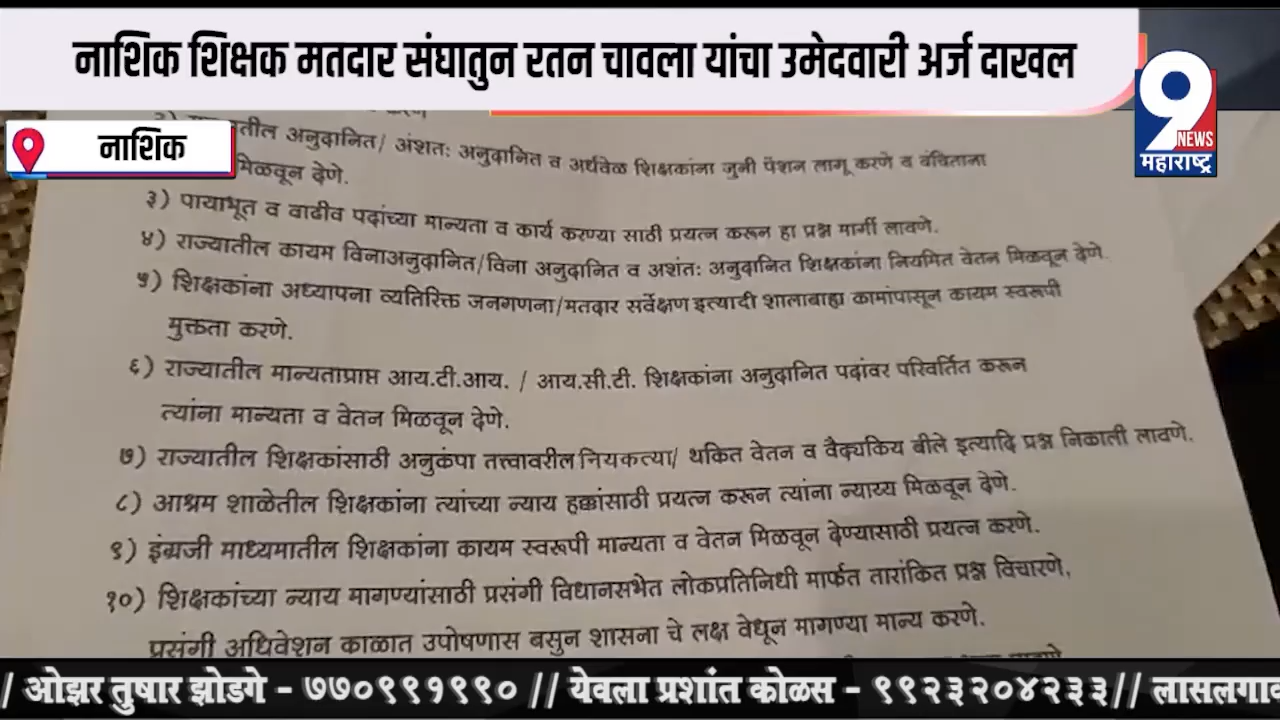 नाशिक शिक्षक मतदार संघातुन रतन चावला यांचा उमेदवारी अर्ज दाखल
9
NEWS
महाराष्ट्र
नाशिक
करणे
तील अनुदानित/ अंशतः अनुदानित व अर्धवेळ शिक्षकांना जुनी पेंशन लागू करणे व वंचिताना
मिळवून देणे.
३) पायाभूत व वाढीव पदांच्या मान्यता व कार्य करण्या साठी प्रयत्न करून हा प्रश्न मार्गी लावणे.
४) राज्यातील कायम विनाअनुदानित/विना अनुदानित व अशंतः अनुदानित शिक्षकांना नियमित वेतन मिळवून देणे.
५) शिक्षकांना अध्यापना व्यतिरिक्त जनगणना/मतदार सर्वेक्षण इत्यादी शालाबाह्य कामांपासून कायम स्वरूपी
मुक्तता करणे.
६) राज्यातील मान्यताप्राप्त आय.टी.आय. / आय.सी.टी. शिक्षकांना अनुदानित पदांवर परिवर्तित करून
त्यांना मान्यता व वेतन मिळवून देणे.
७) राज्यातील शिक्षकांसाठी अनुकंपा तत्त्वावरील नियकत्या/ थकित वेतन व वैद्यकिय बीले इत्यादि प्रश्न निकाली लावणे.
८) आश्रम शाळेतील शिक्षकांना त्यांच्या न्याय हक्कांसाठी प्रयत्न करून त्यांना न्याय्य मिळवून देणे.
९) इंग्रजी माध्यमातील शिक्षकांना कायम स्वरूपी मान्यता व वेतन मिळवून देण्यासाठी प्रयत्न करणे.
१०) शिक्षकांच्या न्याय मागण्यांसाठी प्रसंगी विधानसभेत लोकप्रतिनिधी मार्फत तारांकित प्रश्न विचारणे,
प्रसंगी अधिवेशन काळात उपोषणास बसुन शासना चे लक्ष वेधून मागण्या मान्य करणे.
/ ओझर तुषार झोडगे - ७७०९९१९९० // येवला प्रशांत कोळस - ९९२३२०४२३३// लासलगाव